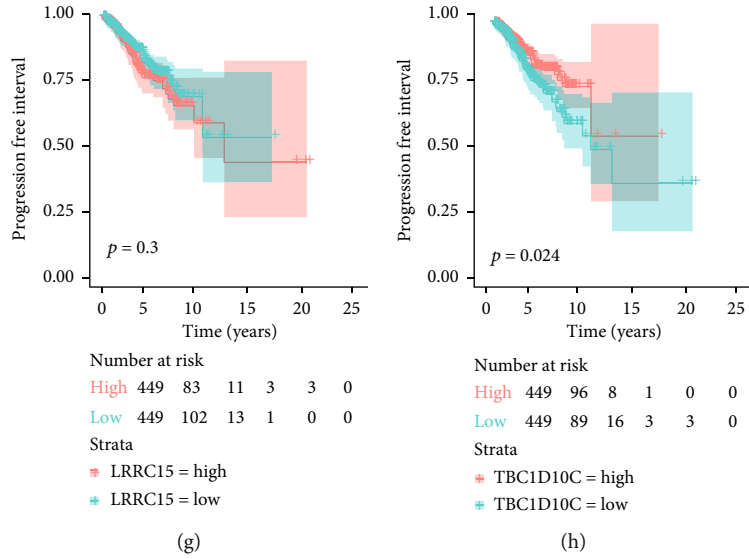 Progression free interval
1.00
0.75
0.50
0.25
0.00
p = 0.3
0 5 10 15 20 25
Time (years)
Number at risk
High 449 83 11 3 3 0
Low 449 102 13 1 0 0
Strata
LRRC15 = high
LRRC15 = low
(g)
Progression free interval
1.00
0.75
0.50
0.25
0.00
p = 0.024
0 5 10 15 20 25
Time (years)
Number at risk
High 449 96 8 1 0 0
Low 449 89 16 3 3 0
Strata
TBC1D10C = high
TBC1D10C = low
(h)